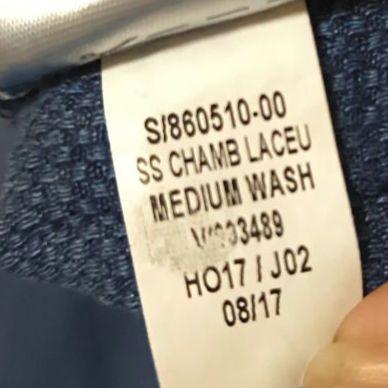 S/860510-00
SS CHAMB LACEU
MEDIUM WASH
HO17 / J02
08/17